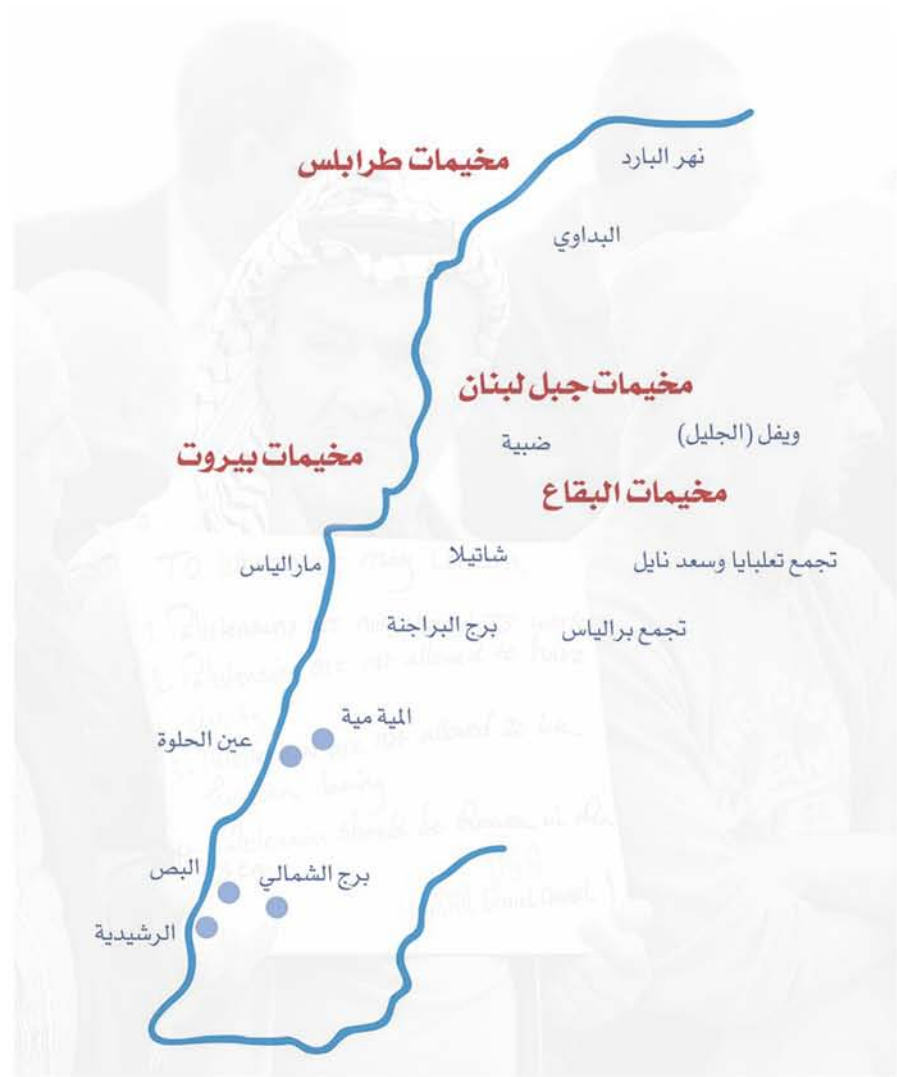 مخيمات طرابلس
نهر البارد
البداوي
مخيمات جبل لبنان
ويفل (الجليل)
ضبية
مخيمات بيروت
مخيمات البقاع
شاتيلا
تجمع تعلبايا وسعد نايل
مارالياس
برج البراجنة
تجمع برالياس
المية مية
عين الحلوة
البص
برج الشمالي
الرشيدية